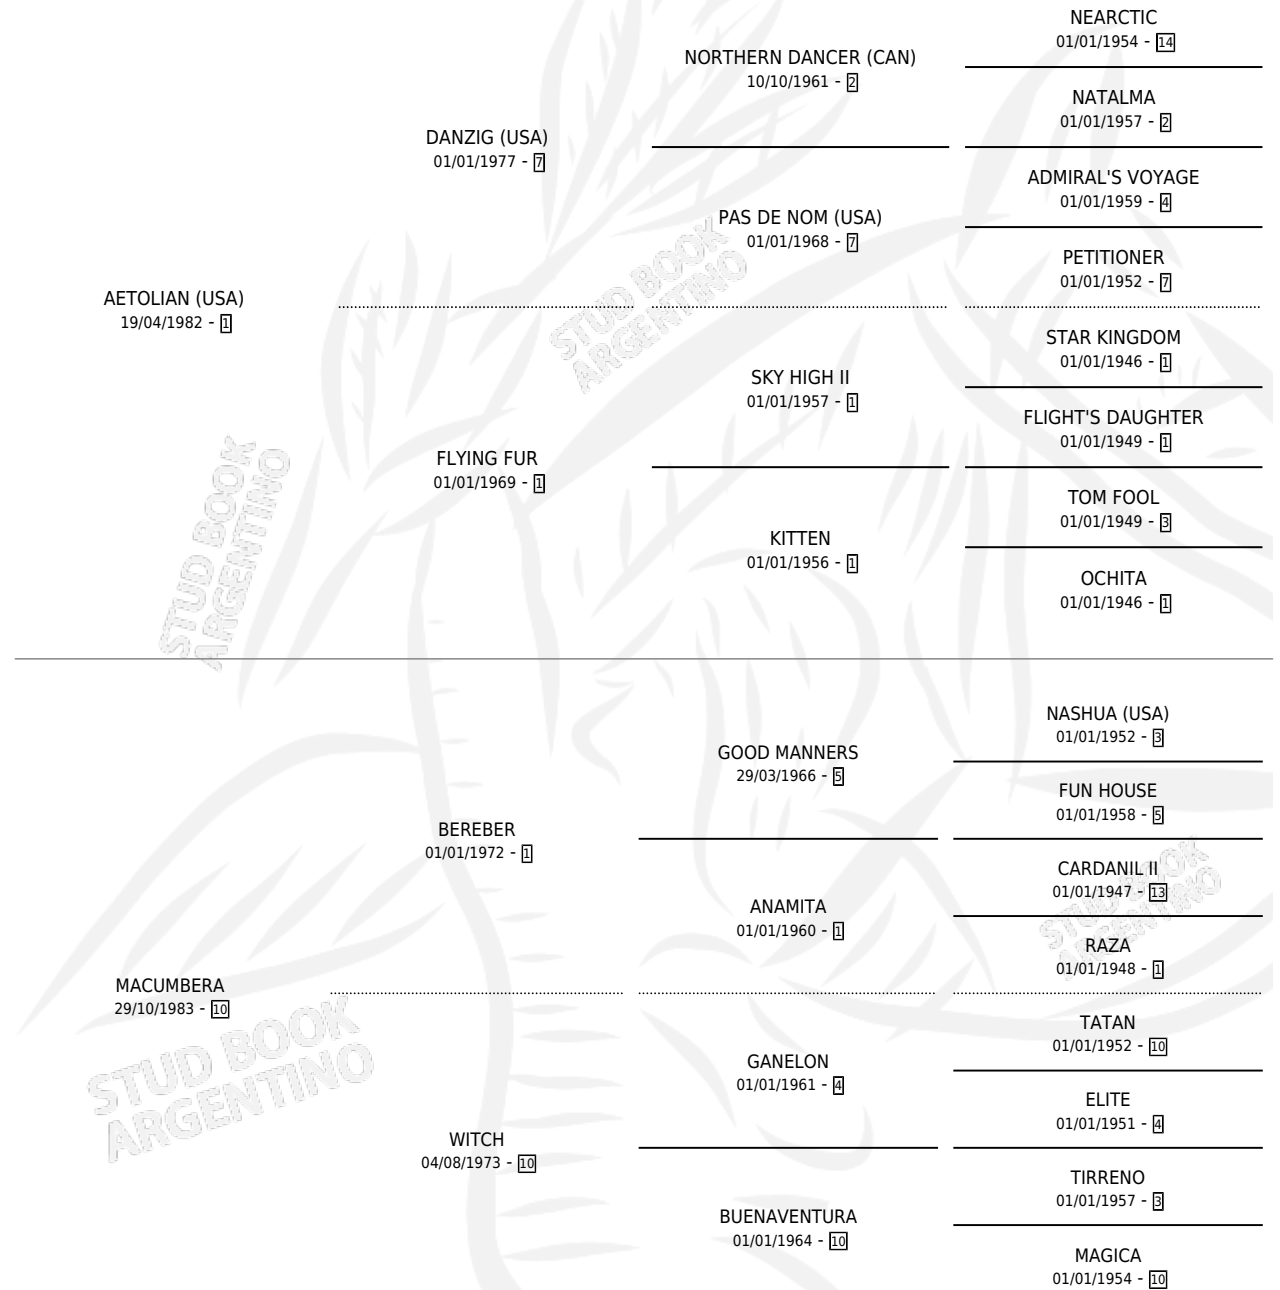 NEARCTIC
01/01/1954 - 14
NORTHERN DANCER (CAN)
10/10/1961 - 2
NATALMA
01/01/1957 - 2
DANZIG (USA)
01/01/1977 - 7
ADMIRAL'S VOYAGE
01/01/1959 - 4
PAS DE NOM (USA)
01/01/1968 - 7
PETITIONER
01/01/1952 - 7
AETOLIAN (USA)
19/04/1982 - 1
STUD BOOK
ARGENTINO
STAR KINGDOM
01/01/1946 - 1
SKY HIGH II
01/01/1957 - 1
FLIGHT'S DAUGHTER
01/01/1949 - 1
FLYING FUR
01/01/1969 - 1
TOM FOOL
01/01/1949 - 3
KITTEN
01/01/1956 - 1
OCHITA
01/01/1946 - 1
STUD BOOK
ARGENTINO
NASHUA (USA)
01/01/1952 - 3
GOOD MANNERS
29/03/1966 - 5
FUN HOUSE
01/01/1958 - 5
BEREBER
01/01/1972 - 1
CARDANIL II
01/01/1947 - 13
ANAMITA
01/01/1960 - 1
RAZA
01/01/1948 - 1
STUD BOOK
ARGENTINO
MACUMBERA
29/10/1983 - 10
TATAN
01/01/1952 - 10
GANELON
01/01/1961 - 4
ELITE
01/01/1951 - 4
STUD BOOK
ARGENTINO
WITCH
04/08/1973 - 10
TIRRENO
01/01/1957 - 3
BUENAVENTURA
01/01/1964 - 10
MAGICA
01/01/1954 - 10